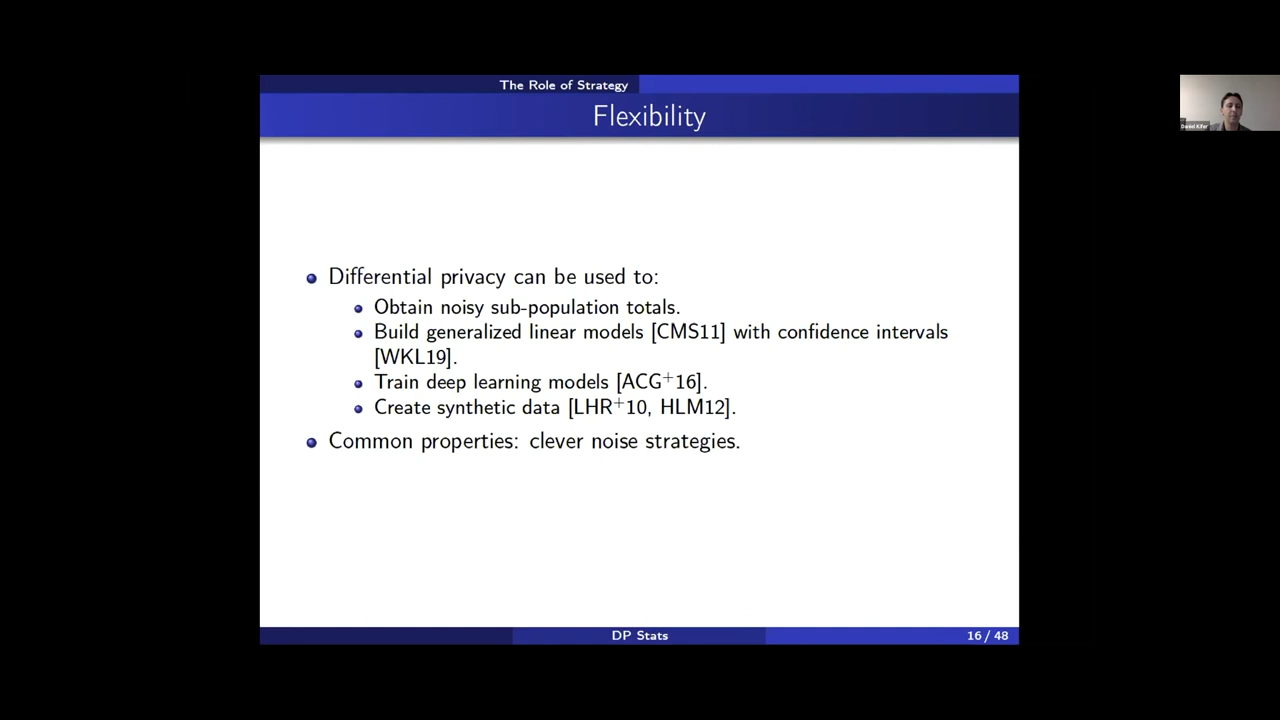 The Role of Strategy
Flexibility
Daniel Kifer
Differential privacy can be used to:
Obtain noisy sub-population totals.
Build generalized linear models [CMS11] with confidence intervals
[WKL19].
Train deep learning models [ACG+16].
Create synthetic data [LHR+10, HLM12].
Common properties: clever noise strategies.
DP Stats
16 / 48